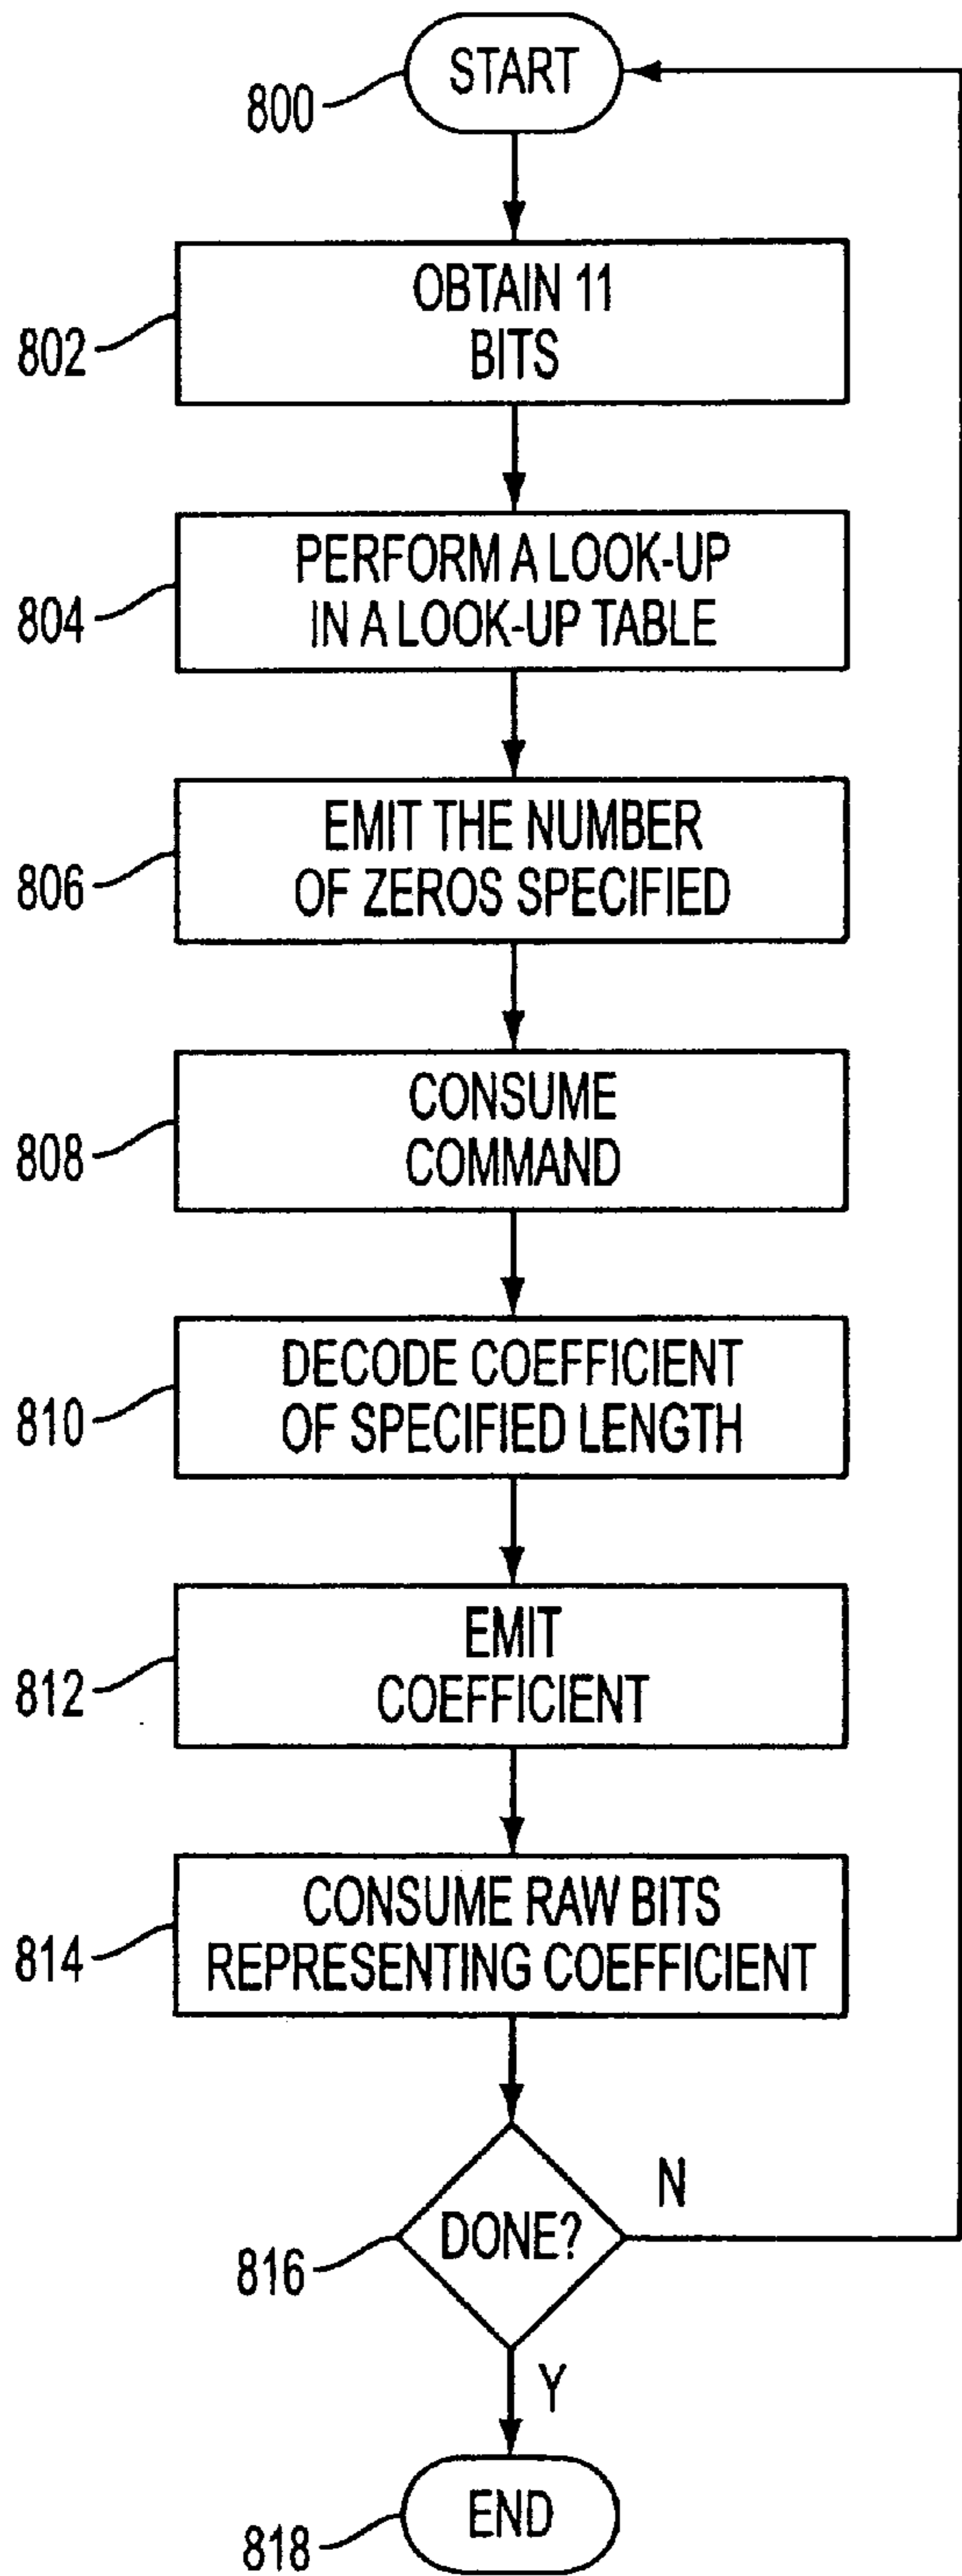 START
800
OBTAIN 11
BITS
802
PERFORM A LOOK-UP
IN A LOOK-UP TABLE
804
EMIT THE NUMBER
OF ZEROS SPECIFIED
806
CONSUME
COMMAND
808
DECODE COEFFICIENT
OF SPECIFIED LENGTH
810
EMIT
COEFFICIENT
812
CONSUME RAW BITS
REPRESENTING COEFFICIENT
814
N
DONE?
816
Y
END
818